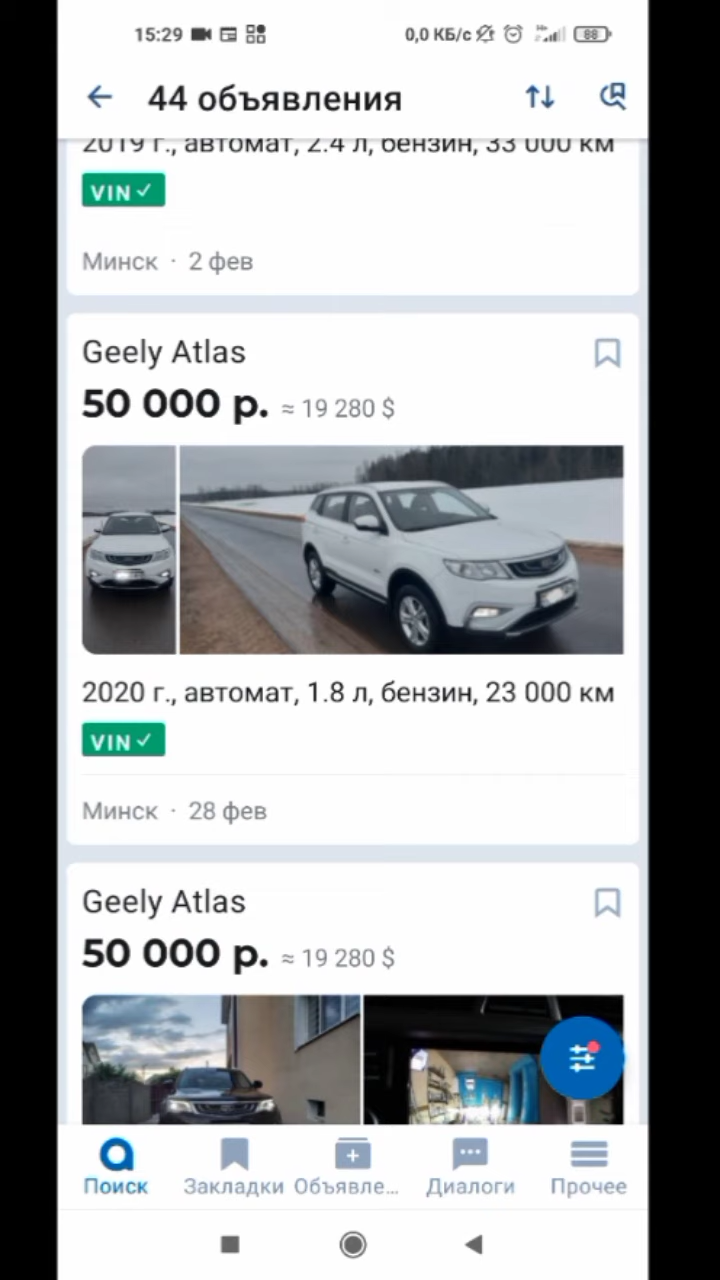 15:29 0,0 КБ/с 88
44 объявления
2019 г., автомат, 2.4 л, бензин, 33 000 км
VIN
Минск · 2 фев
Geely Atlas
50 000 р. ≈ 19 280 $
2020 г., автомат, 1.8 л, бензин, 23 000 км
VIN
Минск · 28 фев
Geely Atlas
50 000 р. ≈ 19 280 $
Поиск Закладки Объявле... Диалоги Прочее